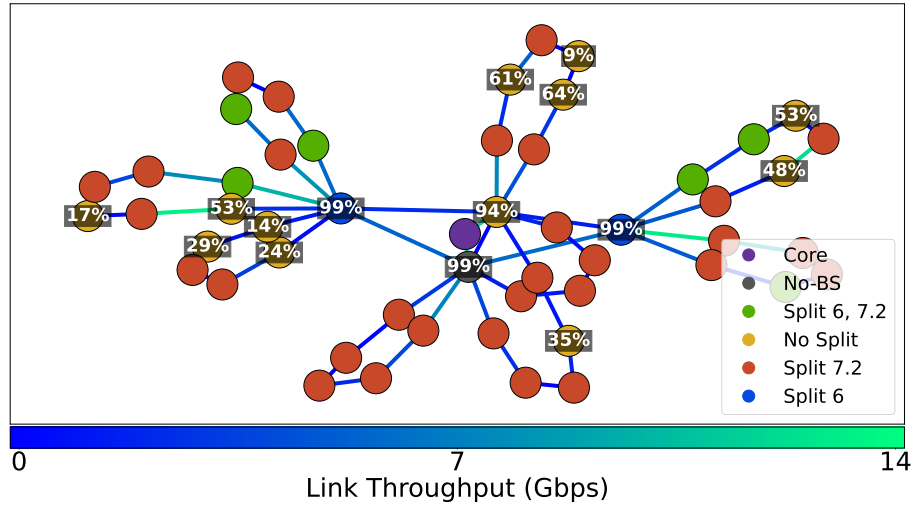 9%
61%
64%
53%
48%
17%
53%
99%
94%
14%
99%
29%
24%
99%
35%
Core
No-BS
Split 6, 7.2
No Split
Split 7.2
Split 6
0 7 14
Link Throughput (Gbps)